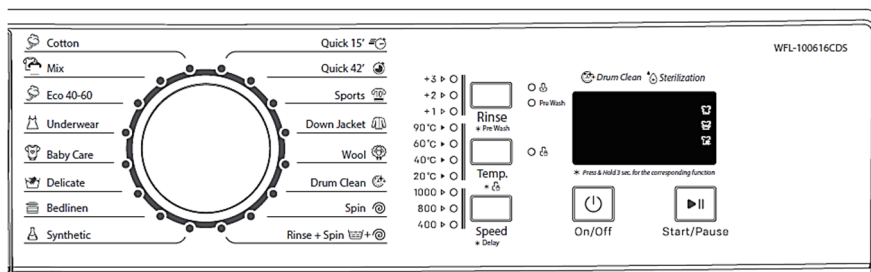 Cotton
Mix
Eco 40-60
Underwear
Baby Care
Delicate
Bedlinen
Synthetic
Quick 15'
Quick 42'
Sports
Down Jacket
Wool
Drum Clean
Spin
Rinse + Spin +
+3
+2
+1
90°C
60°C
40°C
20°C
1000
800
400
Rinse
* Pre Wash
Temp.
*
Speed
* Delay
Pre Wash
WFL-100616CDS
Drum Clean Sterilization
* Press & Hold 3 sec. for the corresponding function
On/Off
Start/Pause